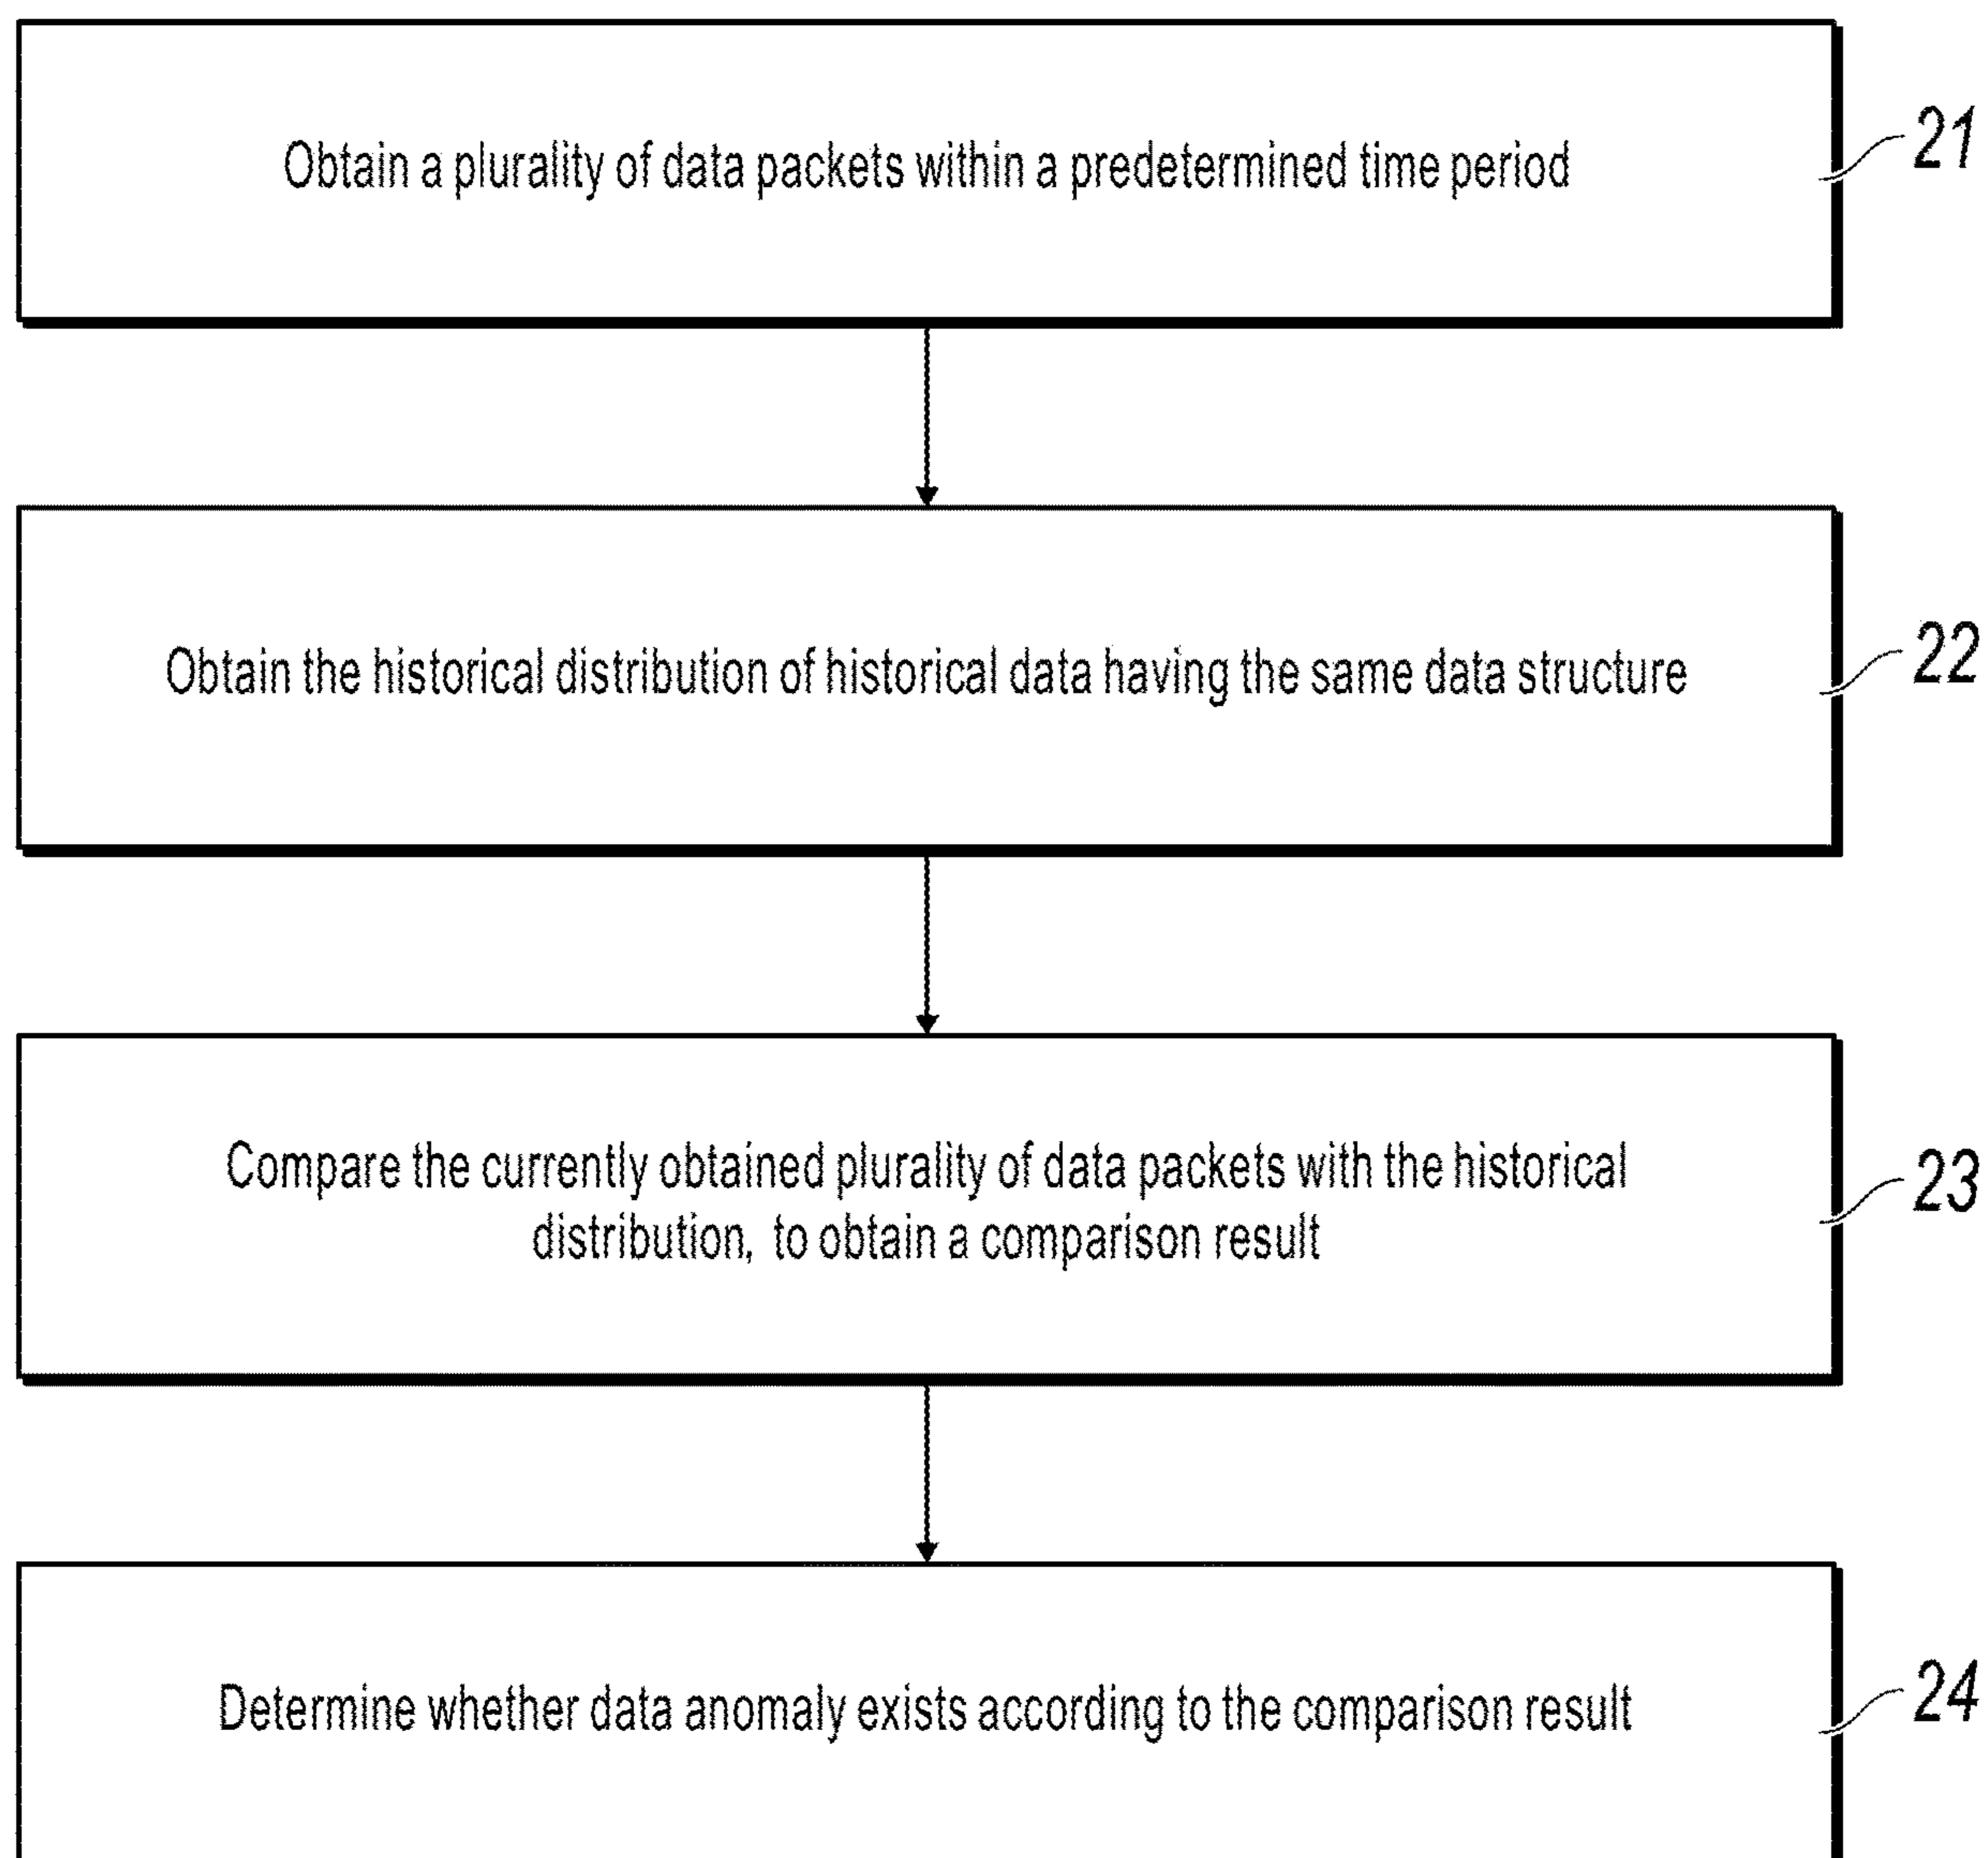 Obtain a plurality of data packets within a predetermined time period
21
Obtain the historical distribution of historical data having the same data structure
22
Compare the currently obtained plurality of data packets with the historical
distribution, to obtain a comparison result
23
Determine whether data anomaly exists according to the comparison result
24